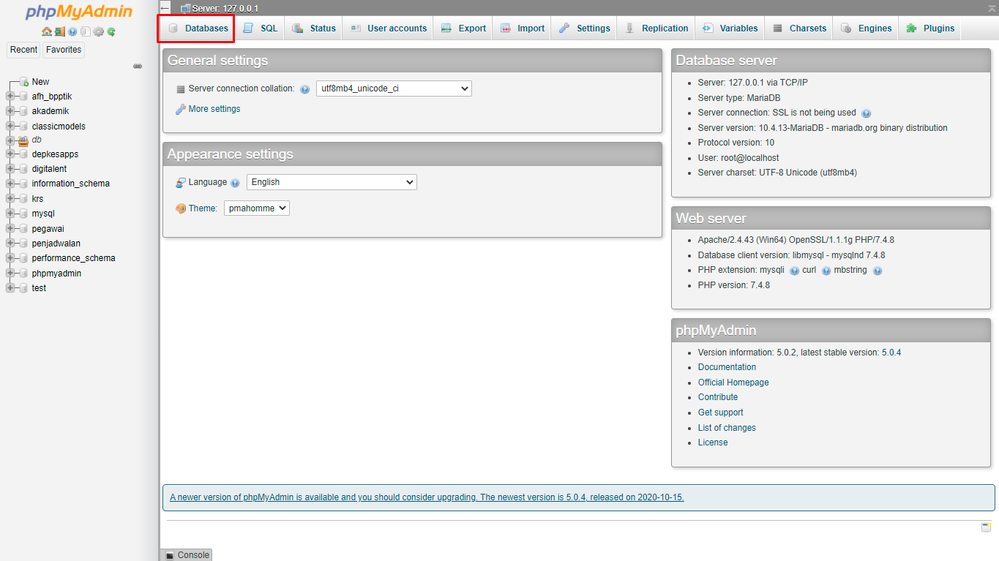 phpMyAdmin
Recent Favorites
New
afh_bpptik
akademik
classicmodels
db
depkesapps
digitalent
information_schema
krs
mysql
pegawai
penjadwalan
performance_schema
phpmyadmin
test
Server: 127.0.0.1
Databases SQL Status User accounts Export Import Settings Replication Variables Charsets Engines Plugins
General settings
Server connection collation: utf8mb4_unicode_ci
More settings
Appearance settings
Language English
Theme: pmahomme
Database server
Server: 127.0.0.1 via TCP/IP
Server type: MariaDB
Server connection: SSL is not being used
Server version: 10.4.13-MariaDB - mariadb.org binary distribution
Protocol version: 10
User: root@localhost
Server charset: UTF-8 Unicode (utf8mb4)
Web server
Apache/2.4.43 (Win64) OpenSSL/1.1.1g PHP/7.4.8
Database client version: libmysql - mysqlnd 7.4.8
PHP extension: mysqli curl mbstring
PHP version: 7.4.8
phpMyAdmin
Version information: 5.0.2, latest stable version: 5.0.4
Documentation
Official Homepage
Contribute
Get support
List of changes
License
A newer version of phpMyAdmin is available and you should consider upgrading. The newest version is 5.0.4, released on 2020-10-15.
Console